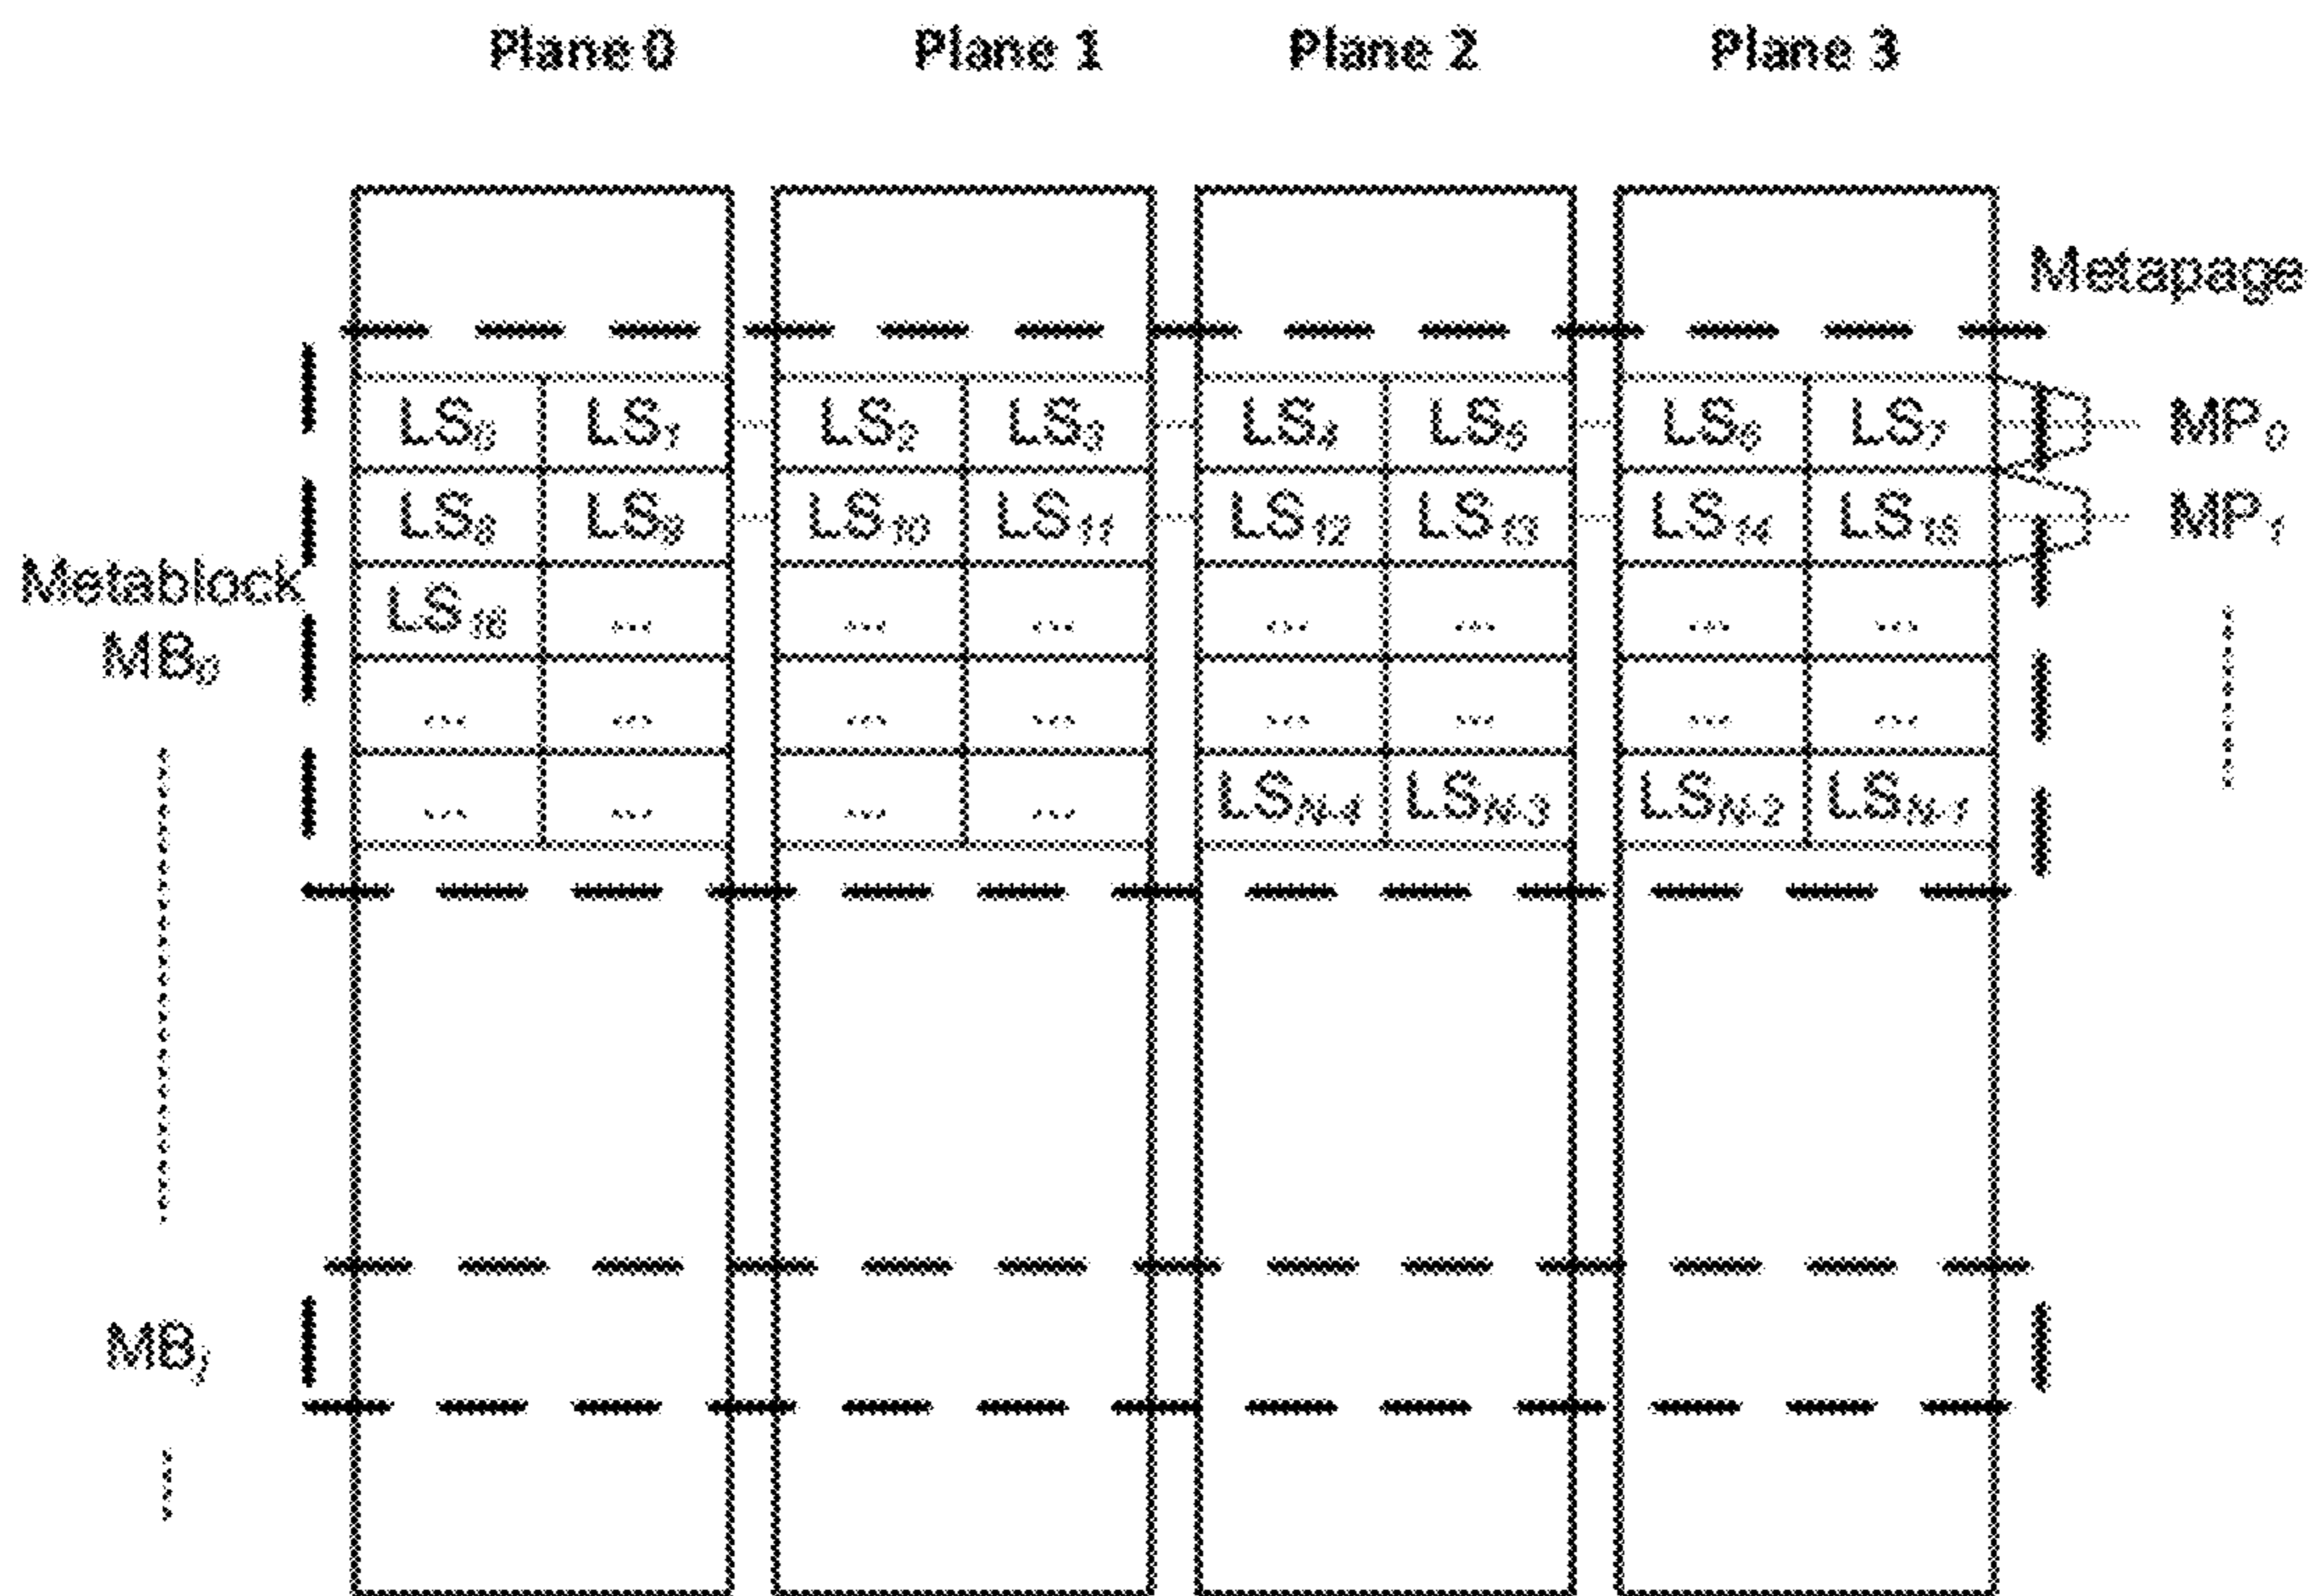 Plane 0 Plane 1 Plane 2 Plane 3
Metapage
LS0 LS1 LS2 LS3 LS4 LS5 LS6 LS7 MP0
LS8 LS9 LS10 LS11 LS12 LS13 LS14 LS15 MP1
Metablock
LS16 ... ... ... ... ... ... ...
MB0
... ... ... ... ... ... ... ...
... ... ... ... LSN-4 LSN-3 LSN-2 LSN-1
MBj